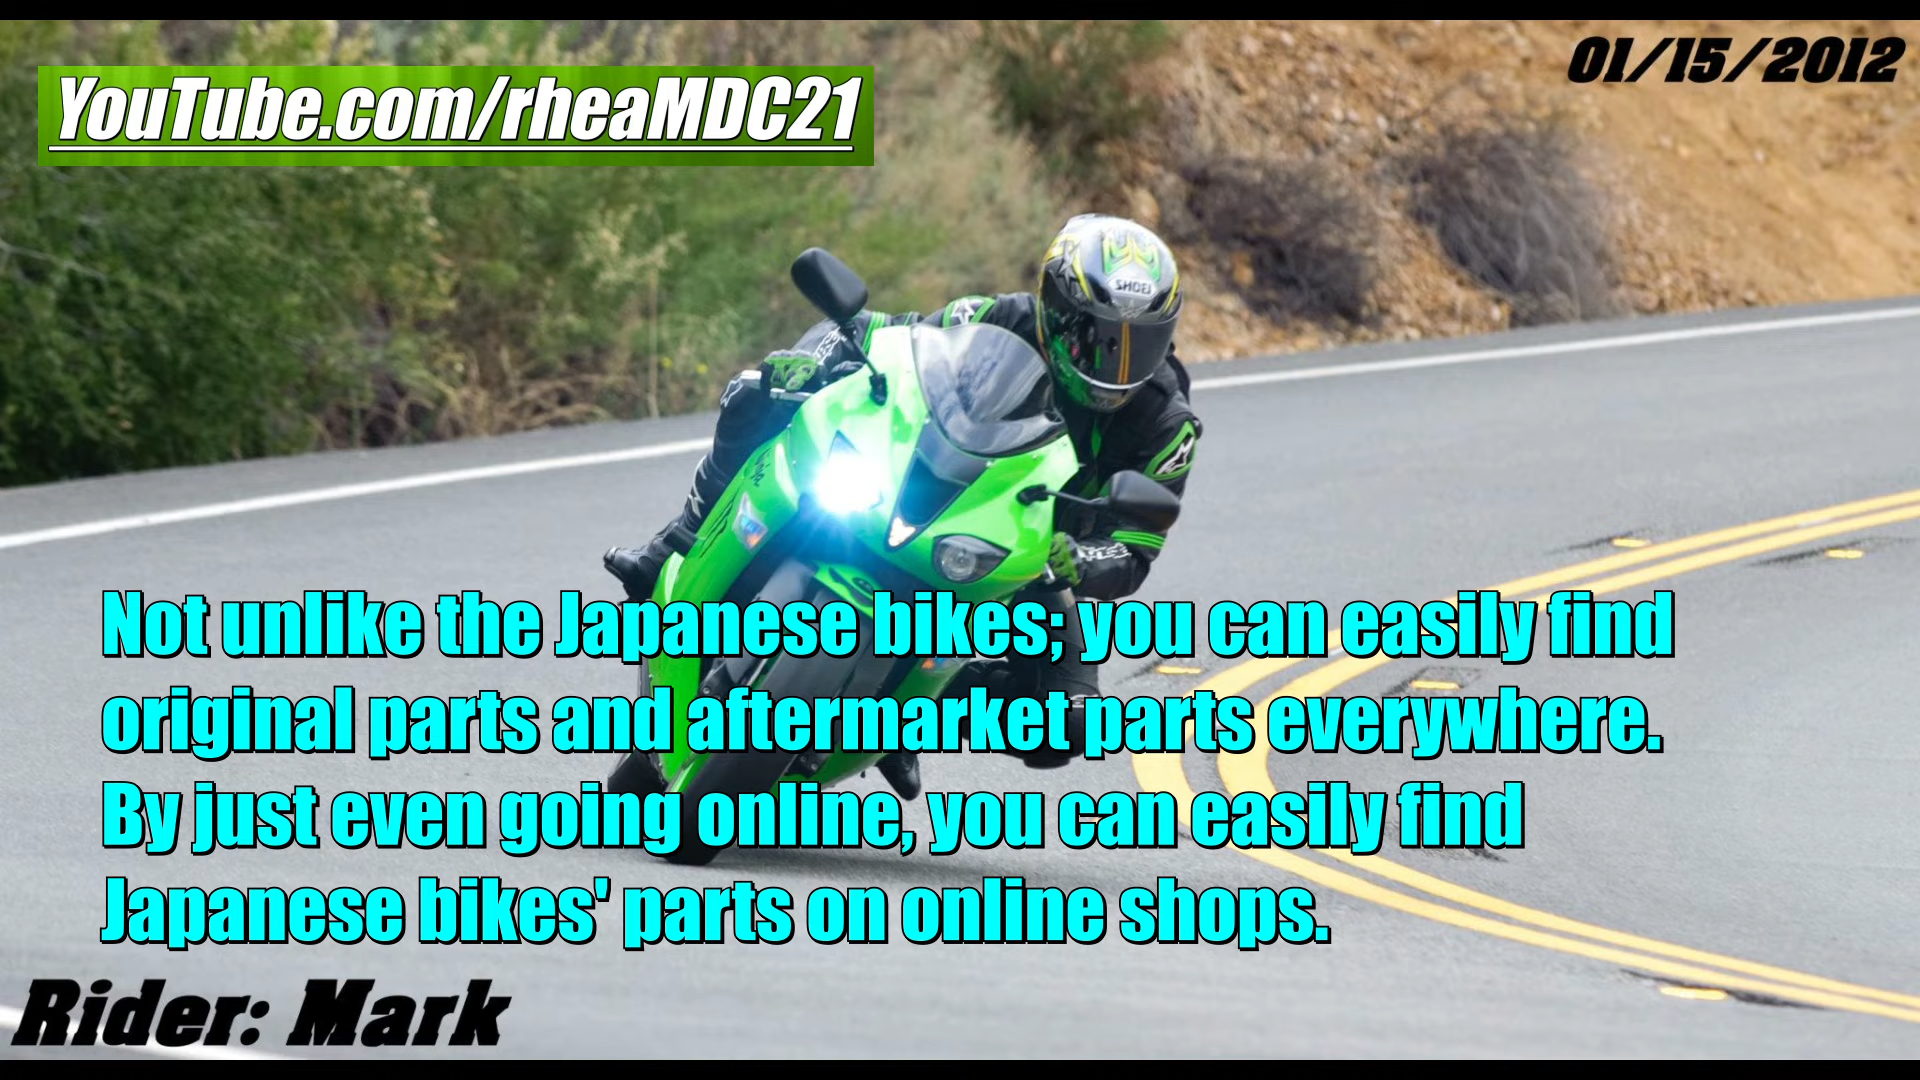 01/15/2012
YouTube.com/rheaMDC21
SHOEI
Not unlike the Japanese bikes; you can easily find
original parts and aftermarket parts everywhere.
By just even going online, you can easily find
Japanese bikes' parts on online shops.
Rider: Mark